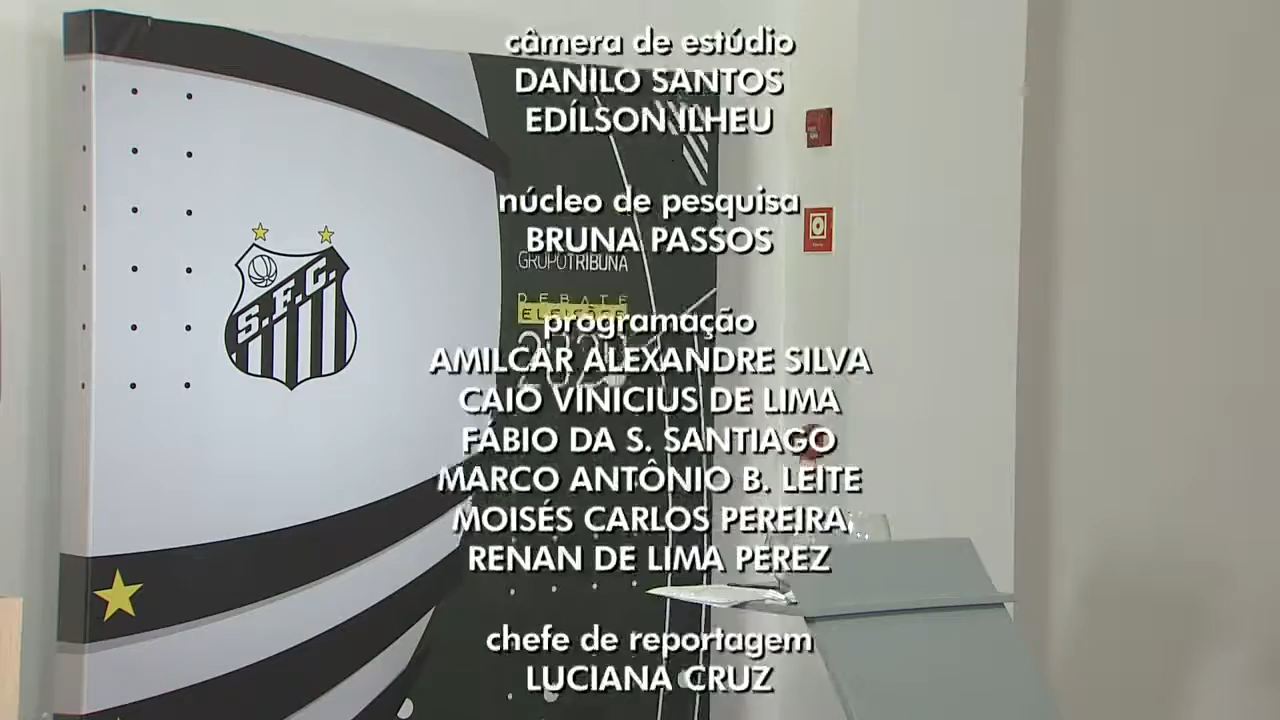 câmera de estúdio
DANILO SANTOS
EDÍLSON ILHEU
núcleo de pesquisa
BRUNA PASSOS
GRUPOTRIBUNA
DEBATE
ELEIÇÕES
programação
AMILCAR ALEXANDRE SILVA
CAIO VINICIUS DE LIMA
FÁBIO DA S. SANTIAGO
MARCO ANTÔNIO B. LEITE
MOISÉS CARLOS PEREIRA
RENAN DE LIMA PEREZ
chefe de reportagem
LUCIANA CRUZ
S.F.C.